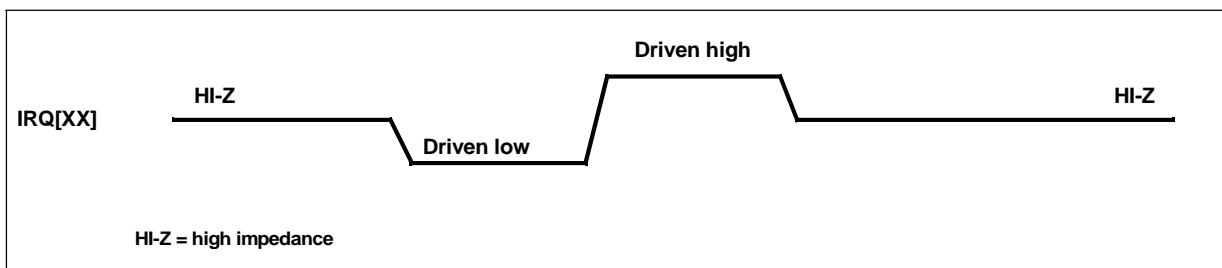 Driven high
HI-Z
HI-Z
IRQ[XX]
Driven low
HI-Z = high impedance